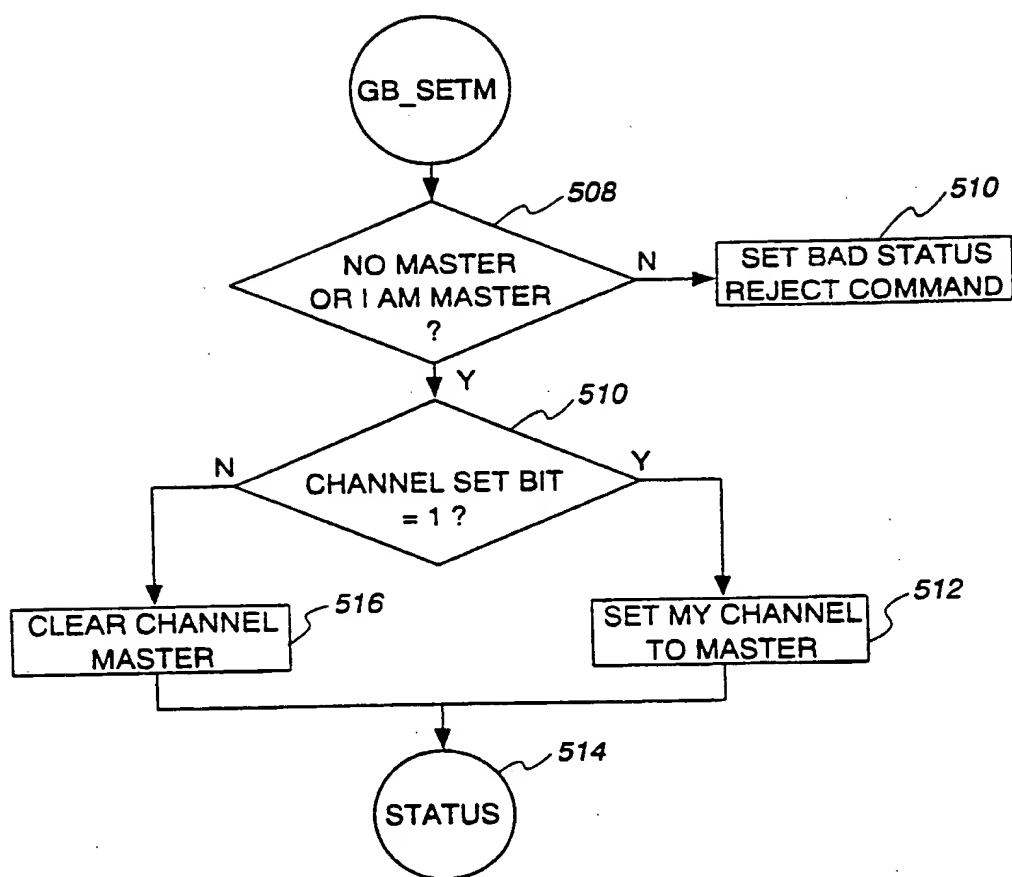 GB_SETM
508
NO MASTER
OR I AM MASTER
?
N
510
SET BAD STATUS
REJECT COMMAND
Y
510
CHANNEL SET BIT
= 1 ?
N
Y
516
CLEAR CHANNEL
MASTER
512
SET MY CHANNEL
TO MASTER
514
STATUS